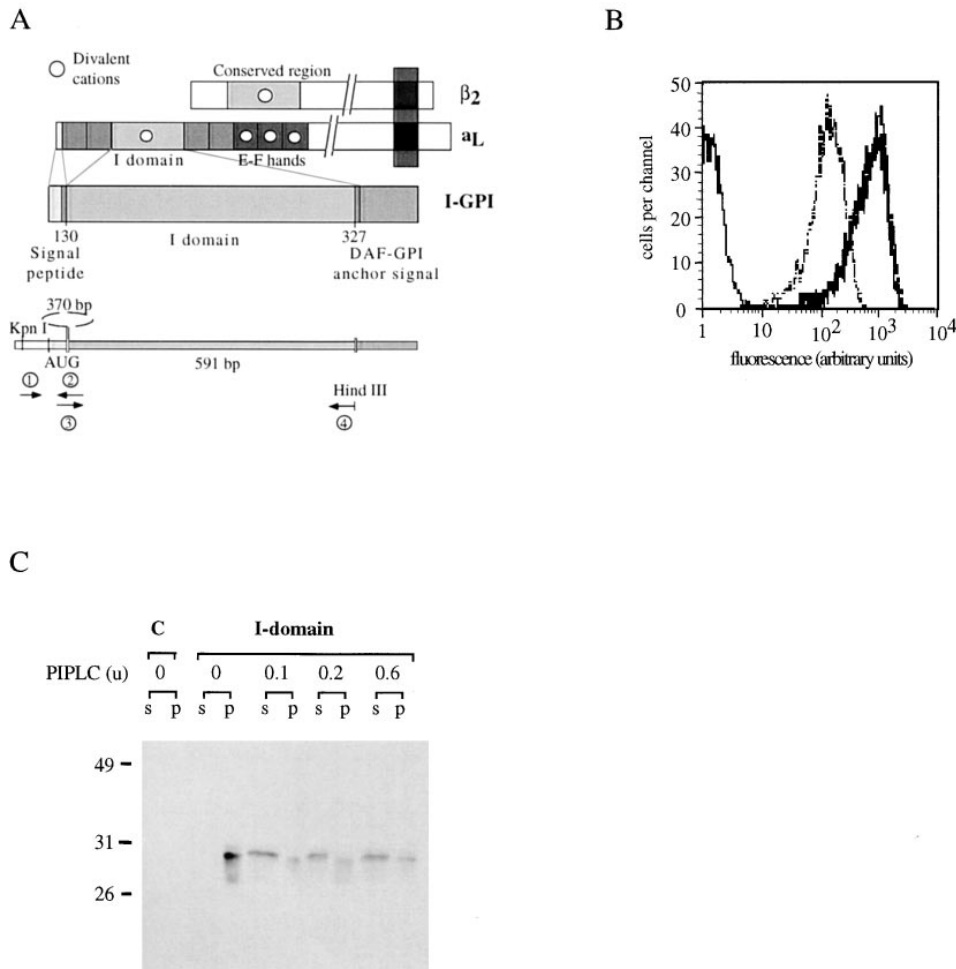 A
Divalent
cations
Conserved region
β2
aL
I domain
E-F hands
I-GPI
130
I domain
327
Signal
peptide
DAF-GPI
anchor signal
370 bp
Kpn I
AUG
591 bp
1
2
Hind III
3
4
B
50
40
30
20
10
0
cells per channel
1
10
10²
10³
10⁴
fluorescence (arbitrary units)
C
C
I-domain
PIPLC (u)
0
0
0.1
0.2
0.6
s p s p s p s p s p
49
31
26